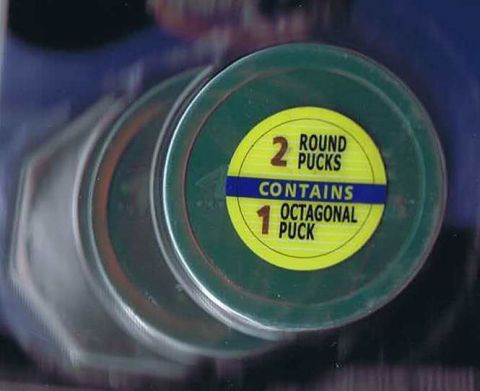 2 ROUND
PUCKS
CONTAINS
1 OCTAGONAL
PUCK